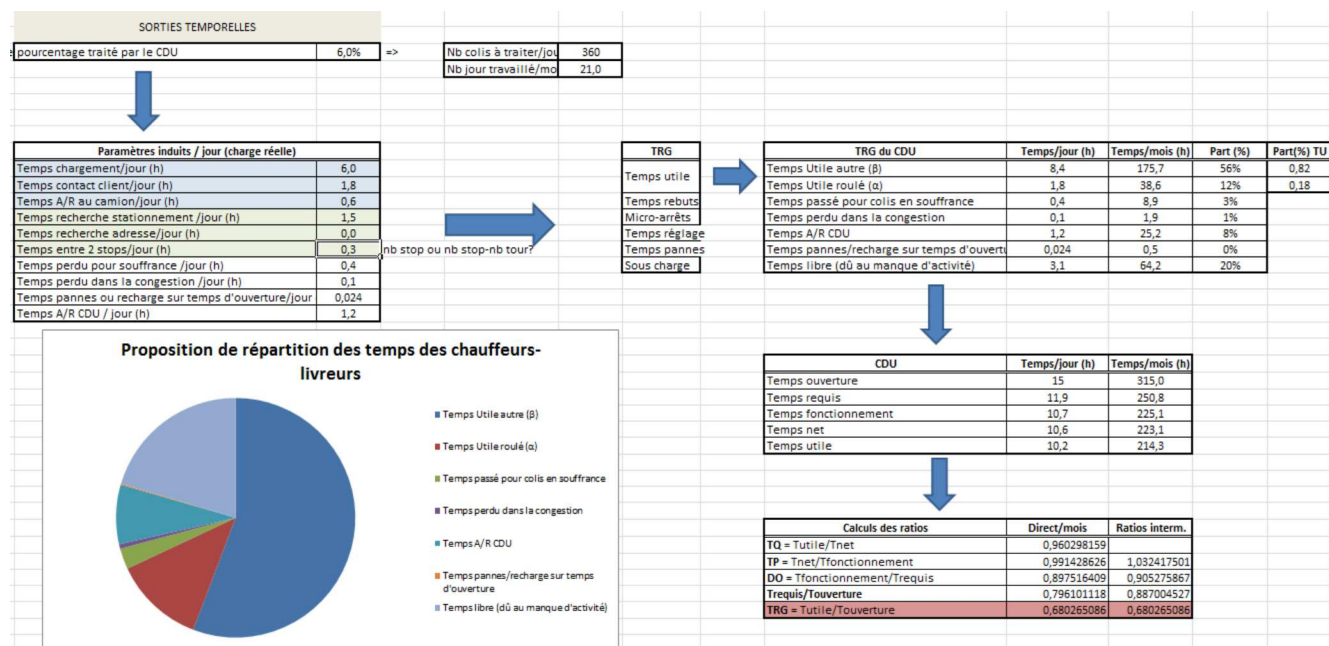 SORTIES TEMPORELLES
pourcentage traité par le CDU 6,0% => Nb colis à traiter/jou 360
Nb jour travaillé/mo 21,0
Paramètres induits / jour (charge réelle)
Temps chargement/jour (h) 6,0
Temps contact client/jour (h) 1,8
Temps A/R au camion/jour (h) 0,6
Temps recherche stationnement /jour (h) 1,5
Temps recherche adresse/jour (h) 0,0
Temps entre 2 stops/jour (h) 0,3 nb stop ou nb stop-nb tour?
Temps perdu pour souffrance /jour (h) 0,4
Temps perdu dans la congestion /jour (h) 0,1
Temps pannes ou recharge sur temps d'ouverture/jour 0,024
Temps A/R CDU / jour (h) 1,2
TRG
Temps utile
Temps rebuts
Micro-arrêts
Temps réglage
Temps pannes
Sous charge
TRG du CDU Temps/jour (h) Temps/mois (h) Part (%) Part(%) TU
Temps Utile autre (β) 8,4 175,7 56% 0,82
Temps Utile roulé (α) 1,8 38,6 12% 0,18
Temps passé pour colis en souffrance 0,4 8,9 3%
Temps perdu dans la congestion 0,1 1,9 1%
Temps A/R CDU 1,2 25,2 8%
Temps pannes/recharge sur temps d'ouvertu 0,024 0,5 0%
Temps libre (dû au manque d'activité) 3,1 64,2 20%
Proposition de répartition des temps des chauffeurs-
livreurs
Temps Utile autre (β)
Temps Utile roulé (α)
Temps passé pour colis en souffrance
Temps perdu dans la congestion
Temps A/R CDU
Temps pannes/recharge sur temps
d'ouverture
Temps libre (dû au manque d'activité)
CDU Temps/jour (h) Temps/mois (h)
Temps ouverture 15 315,0
Temps requis 11,9 250,8
Temps fonctionnement 10,7 225,1
Temps net 10,6 223,1
Temps utile 10,2 214,3
Calculs des ratios Direct/mois Ratios interm.
TQ = Tutile/Tnet 0,960298159
TP = Tnet/Tfonctionnement 0,991428626 1,032417501
DO = Tfonctionnement/Trequis 0,897516409 0,905275867
Trequis/Touverture 0,796101118 0,887004527
TRG = Tutile/Touverture 0,680265086 0,680265086